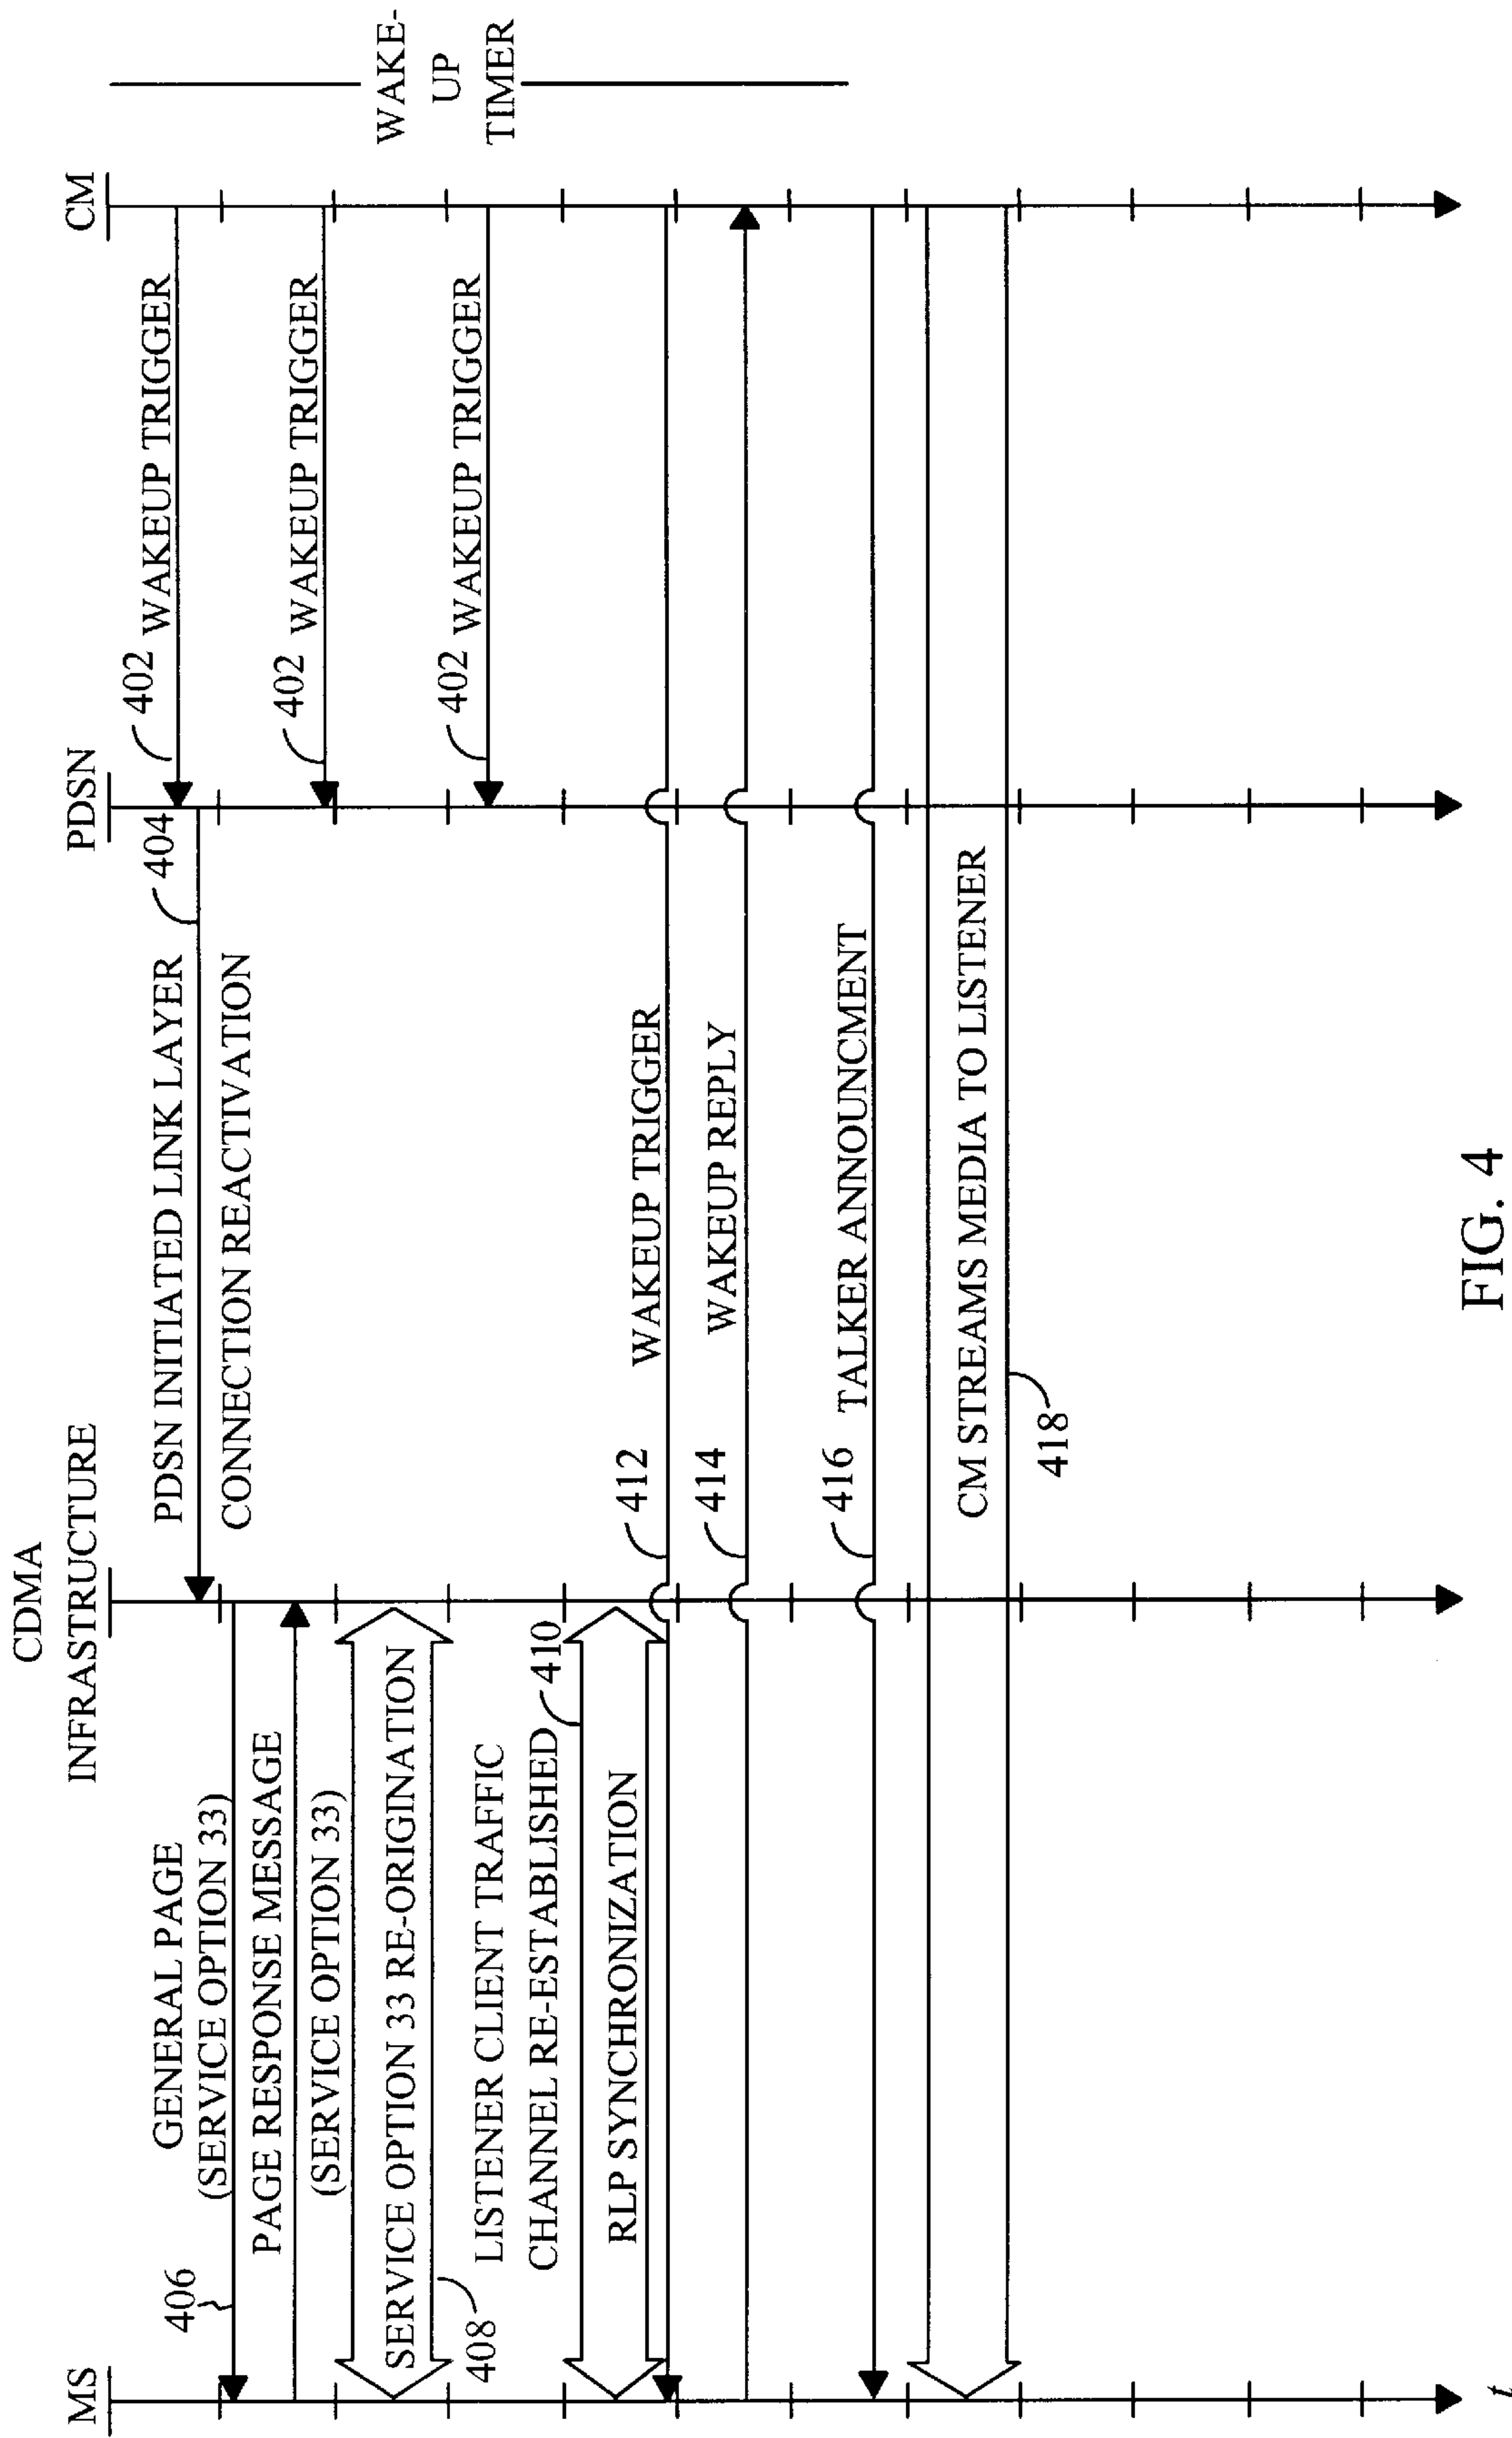 MS
CDMA
INFRASTRUCTURE
PDSN
CM
402
WAKEUP TRIGGER
404
PDSN INITIATED LINK LAYER
CONNECTION REACTIVATION
406
GENERAL PAGE
(SERVICE OPTION 33)
PAGE RESPONSE MESSAGE
(SERVICE OPTION 33)
402
WAKEUP TRIGGER
SERVICE OPTION 33 RE-ORIGINATION
408
402
WAKEUP TRIGGER
LISTENER CLIENT TRAFFIC
CHANNEL RE-ESTABLISHED
410
RLP SYNCHRONIZATION
412
WAKEUP TRIGGER
414
WAKEUP REPLY
416
TALKER ANNOUNCMENT
CM STREAMS MEDIA TO LISTENER
418
WAKE-
UP
TIMER
t
FIG. 4